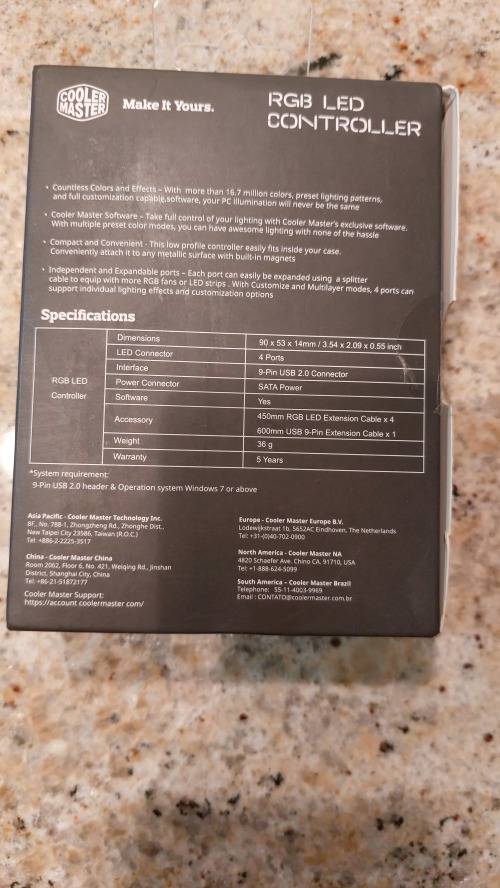 COOLER
MASTER
Make It Yours.
RGB LED
CONTROLLER
· Countless Colors and Effects – With more than 16.7 million colors, preset lighting patterns,
and full customization capable,software, your PC illumination will never be the same
· Cooler Master Software – Take full control of your lighting with Cooler Master's exclusive software.
With multiple preset color modes, you can have awesome lighting with none of the hassle
· Compact and Convenient - This low profile controller easily fits inside your case.
Conveniently attach it to any metallic surface with built-in magnets
· Independent and Expandable ports – Each port can easily be expanded using a splitter
cable to equip with more RGB fans or LED strips . With Customize and Multilayer modes, 4 ports can
support individual lighting effects and customization options
Specifications
RGB LED
Controller
Dimensions 90 x 53 x 14mm / 3.54 x 2.09 x 0.55 inch
LED Connector 4 Ports
Interface 9-Pin USB 2.0 Connector
Power Connector SATA Power
Software Yes
Accessory 450mm RGB LED Extension Cable x 4
600mm USB 9-Pin Extension Cable x 1
Weight 36 g
Warranty 5 Years
*System requirement:
9-Pin USB 2.0 header & Operation system Windows 7 or above
Asia Pacific - Cooler Master Technology Inc.
8F., No. 788-1, Zhongzheng Rd., Zhonghe Dist.,
New Taipei City 23586, Taiwan (R.O.C.)
Tel: +886-2-2225-3517
China - Cooler Master China
Room 2062, Floor 6, No. 421, Weiqing Rd., Jinshan
District, Shanghai City, China
Tel: +86-21-51872177
Cooler Master Support:
https://account.coolermaster.com/
Europe - Cooler Master Europe B.V.
Lodewijkstraat 1b, 5652AC Eindhoven, The Netherlands
Tel: +31-(0)40-702-0900
North America - Cooler Master NA
4820 Schaefer Ave. Chino CA. 91710, USA
Tel: +1-888-624-5099
South America – Cooler Master Brazil
Telephone: 55-11-4003-9969
Email : CONTATO@coolermaster.com.br